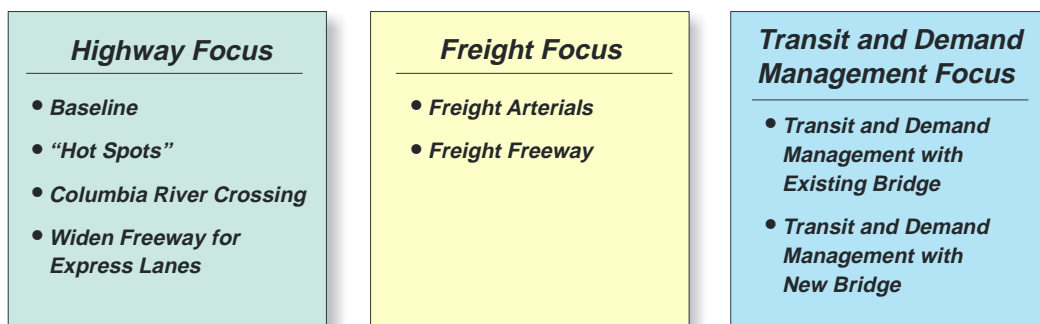 Highway Focus
• Baseline
• “Hot Spots”
• Columbia River Crossing
• Widen Freeway for
Express Lanes
Freight Focus
• Freight Arterials
• Freight Freeway
Transit and Demand
Management Focus
• Transit and Demand
Management with
Existing Bridge
• Transit and Demand
Management with
New Bridge